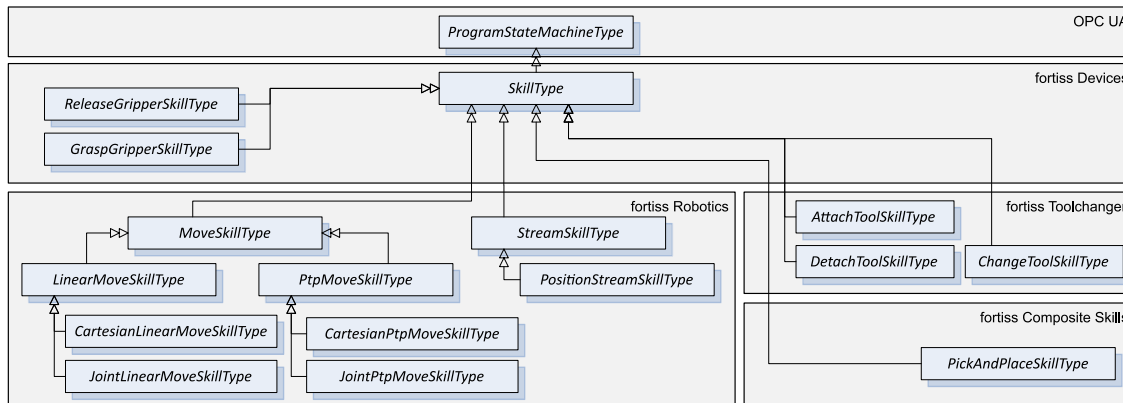 OPC UA
ProgramStateMachineType
fortiss Devices
SkillType
ReleaseGripperSkillType
GraspGripperSkillType
fortiss Robotics
MoveSkillType
StreamSkillType
LinearMoveSkillType
PtpMoveSkillType
PositionStreamSkillType
CartesianLinearMoveSkillType
CartesianPtpMoveSkillType
JointLinearMoveSkillType
JointPtpMoveSkillType
fortiss Toolchanger
AttachToolSkillType
DetachToolSkillType
ChangeToolSkillType
fortiss Composite Skills
PickAndPlaceSkillType